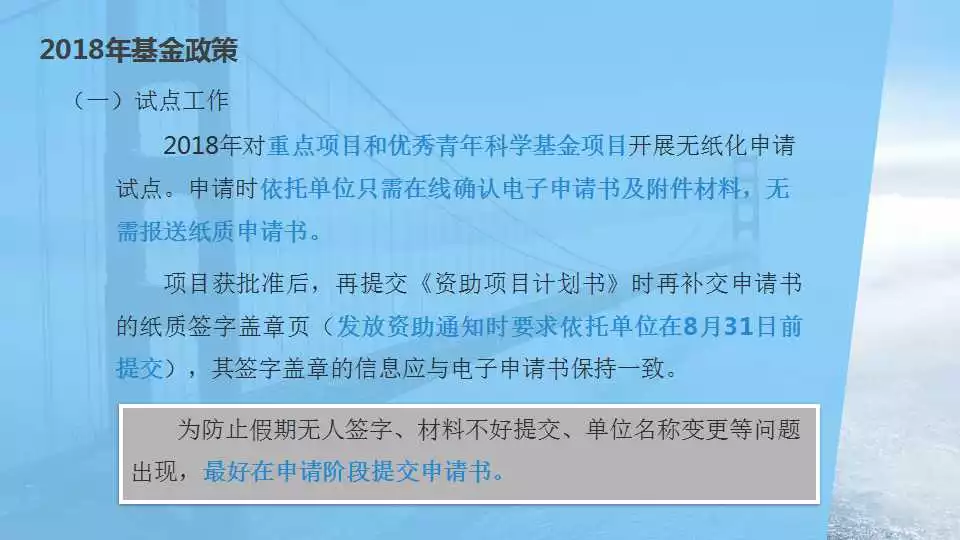 2018年基金政策
（一）试点工作
2018年对重点项目和优秀青年科学基金项目开展无纸化申请
试点。申请时依托单位只需在线确认电子申请书及附件材料，无
需报送纸质申请书。
项目获批准后，再提交《资助项目计划书》时再补交申请书
的纸质签字盖章页（发放资助通知时要求依托单位在8月31日前
提交），其签字盖章的信息应与电子申请书保持一致。
为防止假期无人签字、材料不好提交、单位名称变更等问题
出现，最好在申请阶段提交申请书。